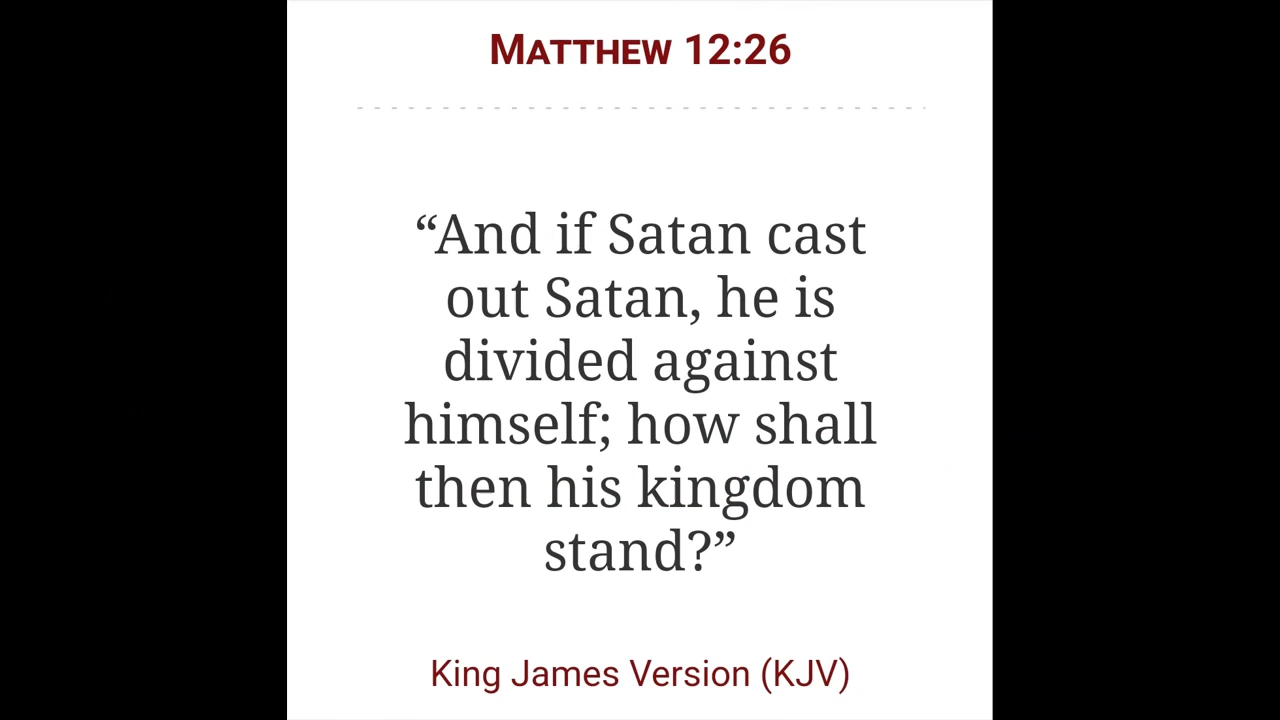 MATTHEW 12:26
“And if Satan cast
out Satan, he is
divided against
himself; how shall
then his kingdom
stand?”
King James Version (KJV)